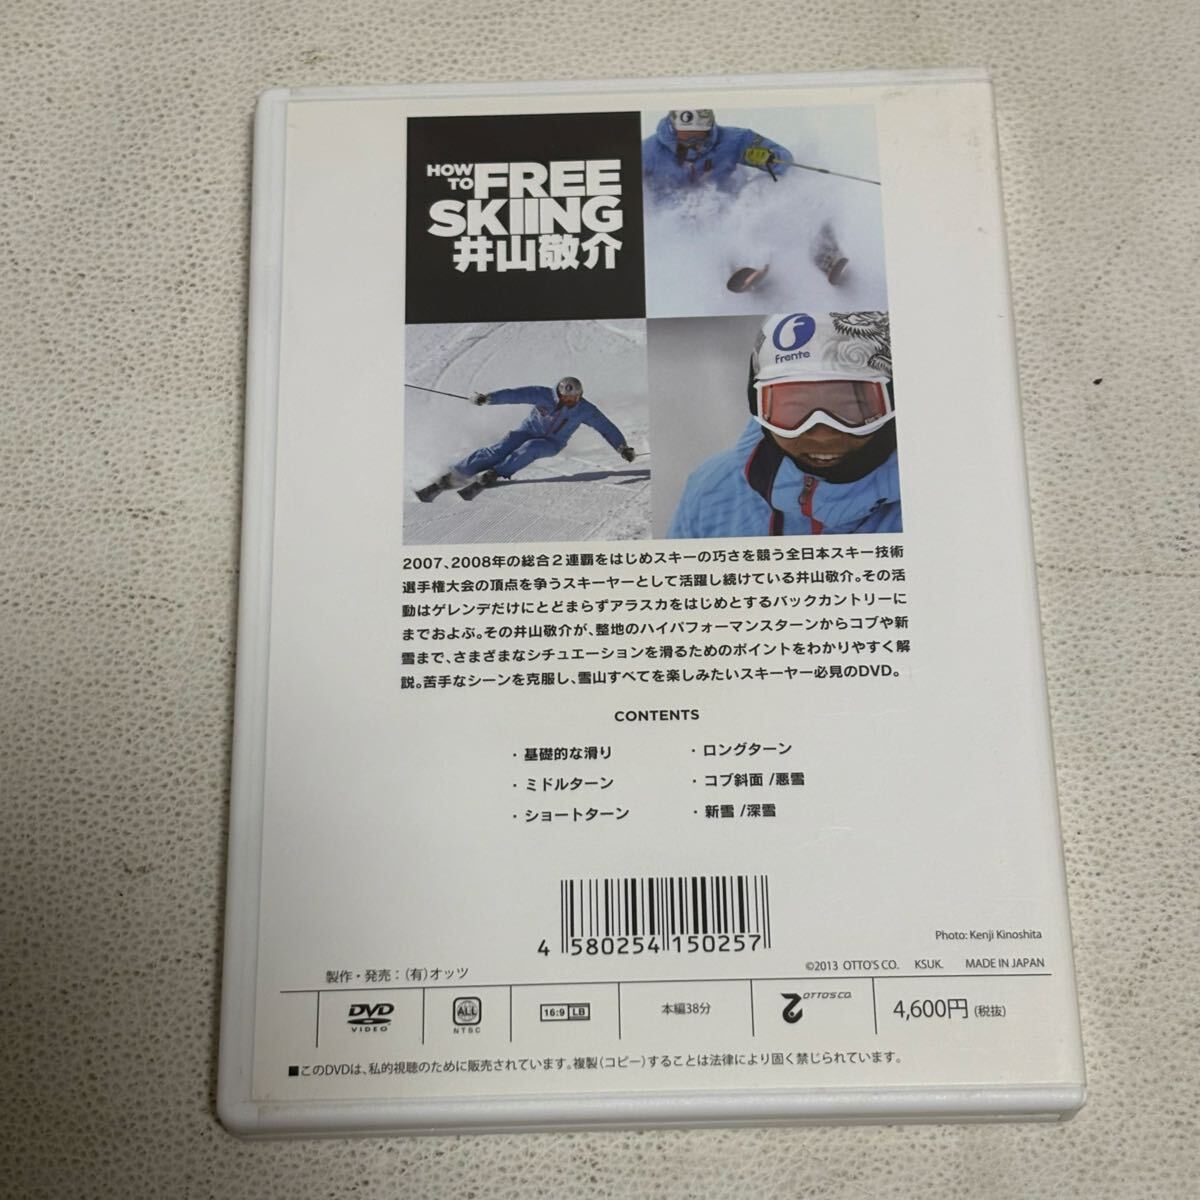 HOW TO FREE
SKIING
井山敬介
Frente
2007、2008年の総合2連覇をはじめスキーの巧さを競う全日本スキー技術
選手権大会の頂点を争うスキーヤーとして活躍し続けている井山敬介。その活
動はゲレンデだけにとどまらずアラスカをはじめとするバックカントリーに
までおよぶ。その井山敬介が、整地のハイパフォーマンスターンからコブや新
雪まで、さまざまなシチュエーションを滑るためのポイントをわかりやすく解
説。苦手なシーンを克服し、雪山すべてを楽しみたいスキーヤー必見のDVD。
CONTENTS
・基礎的な滑り ・ロングターン
・ミドルターン ・コブ斜面 /悪雪
・ショートターン ・新雪 /深雪
4 580254 150257
Photo: Kenji Kinoshita
製作・発売：(有)オッツ
©2013 OTTO'S CO. KSUK. MADE IN JAPAN
DVD VIDEO ALL NTSC 16:9 LB 本編38分 OTTO'S CO. 4,600円 (税抜)
■このDVDは、私的視聴のために販売されています。複製(コピー)することは法律により固く禁じられています。